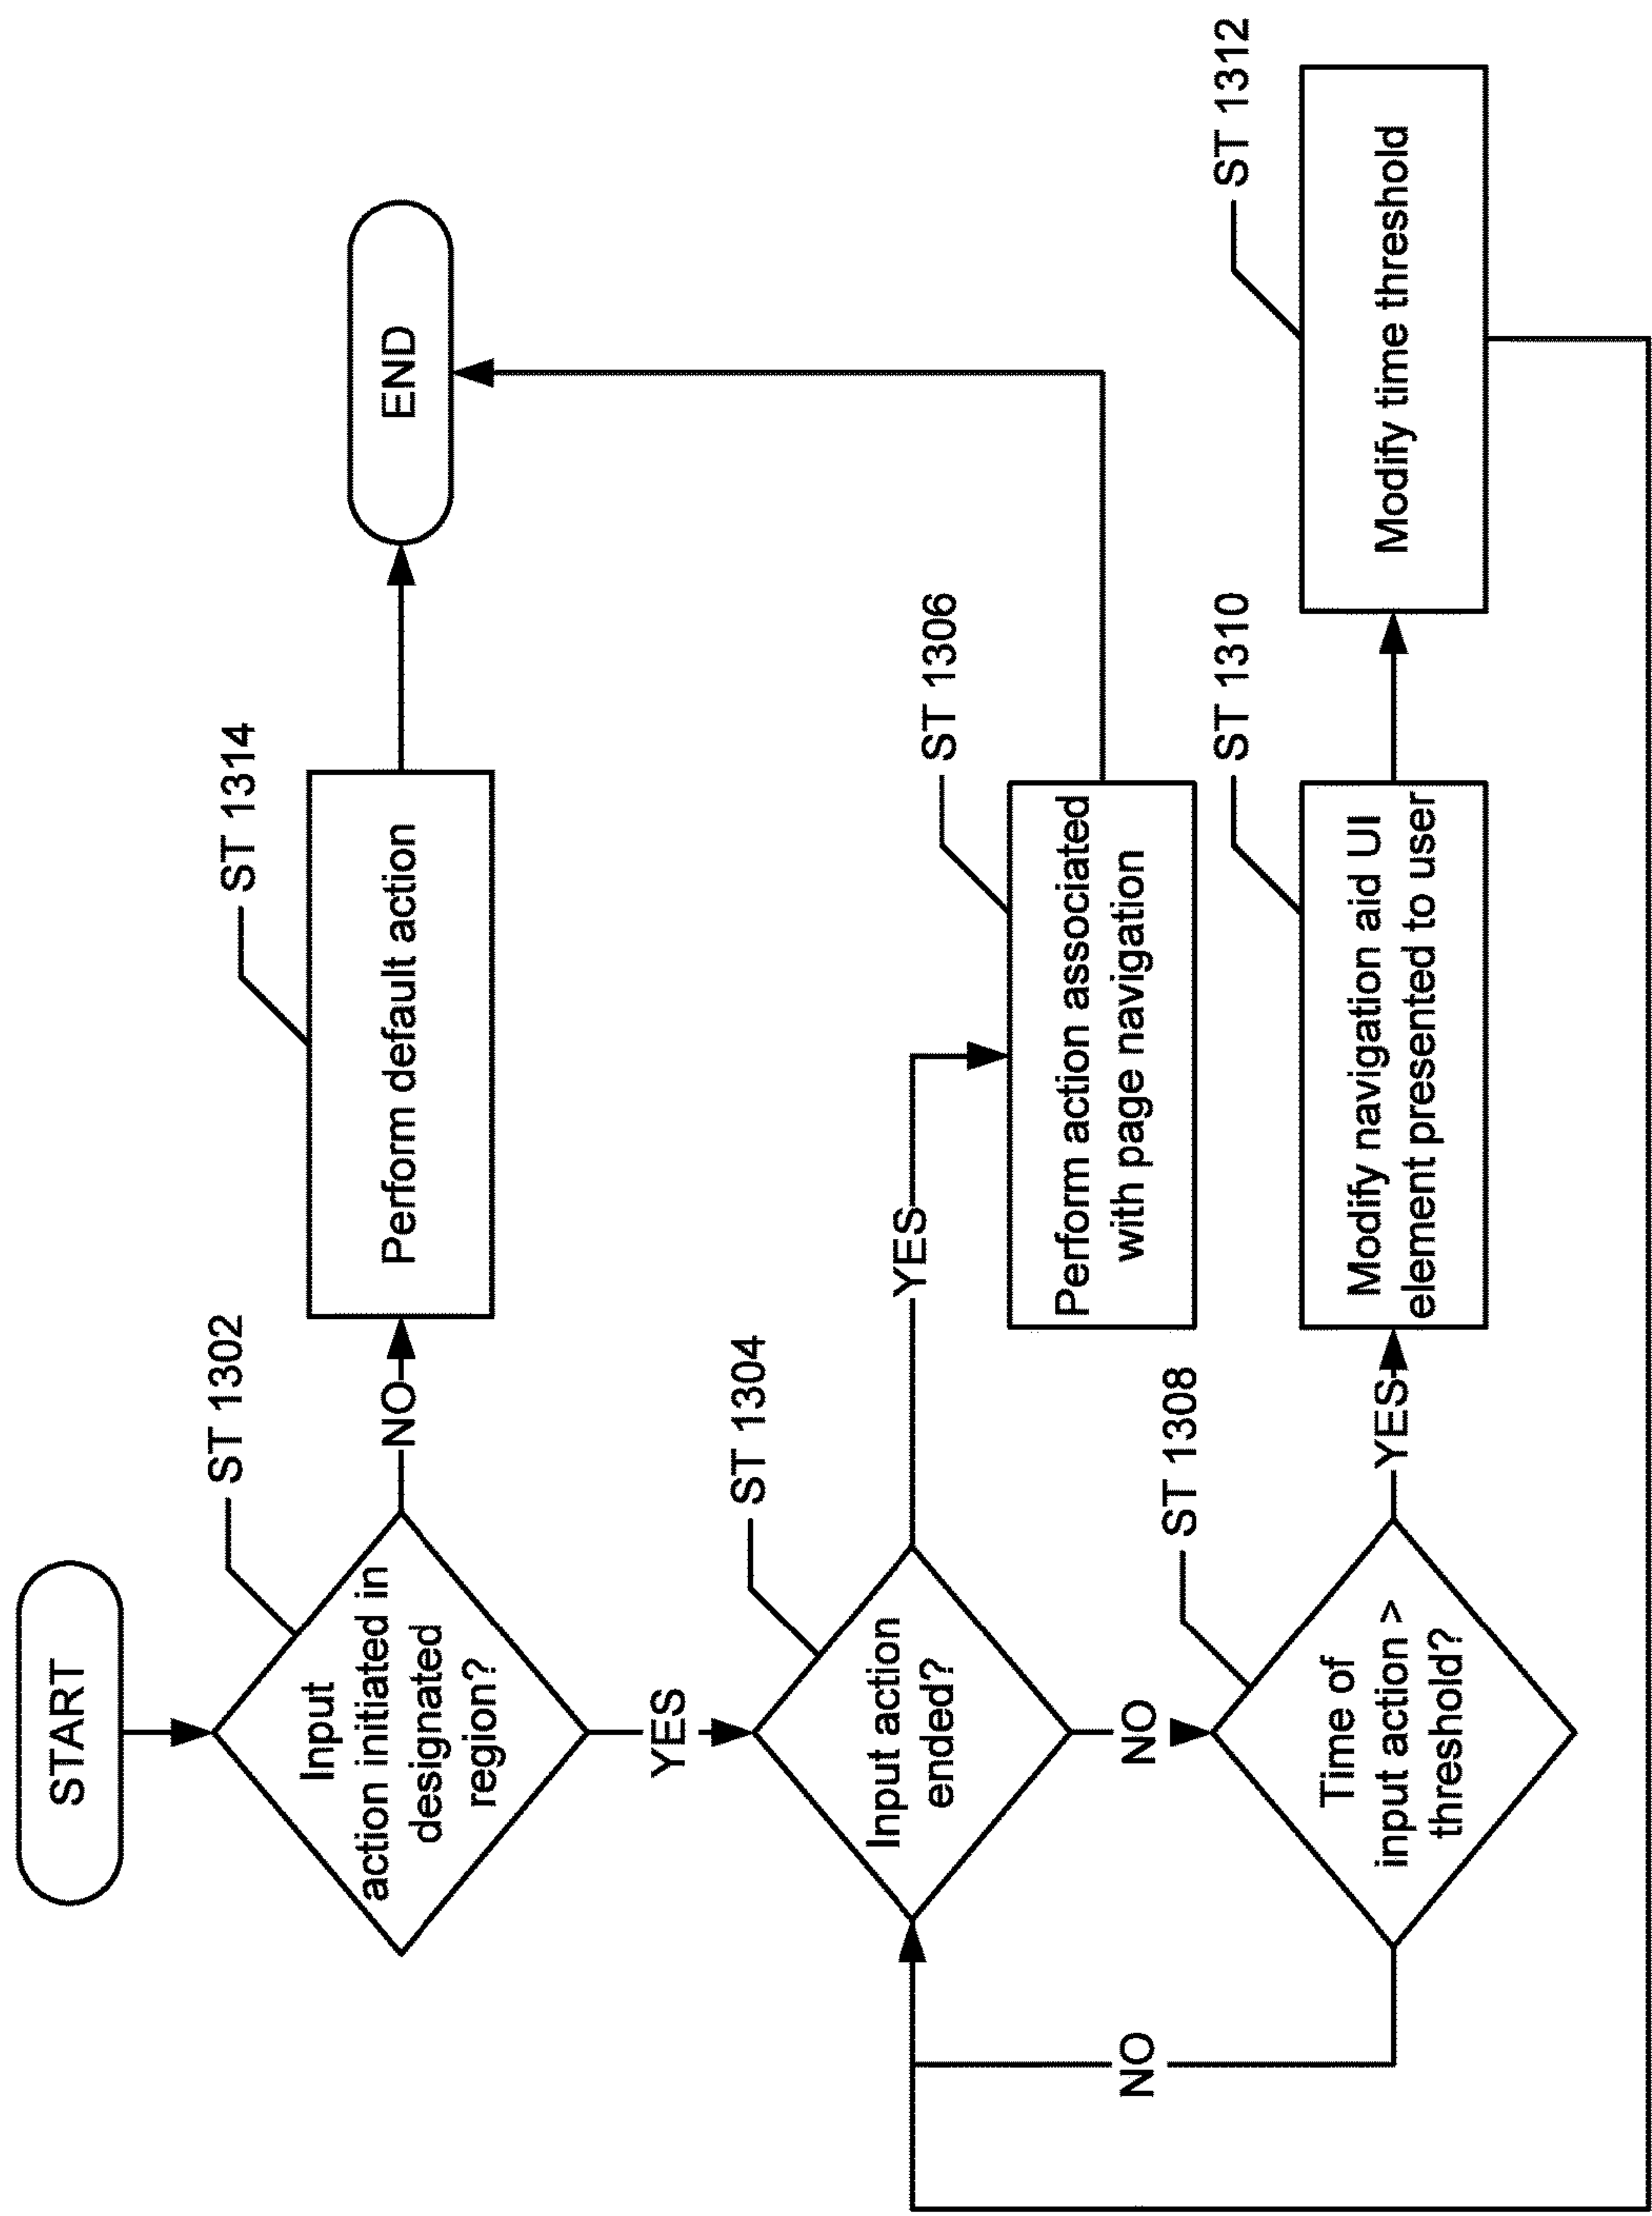 START
ST 1302
Input
action initiated in
designated
region?
NO
ST 1314
Perform default action
END
YES
ST 1304
Input action
ended?
YES
ST 1306
Perform action associated
with page navigation
NO
ST 1308
Time of
input action >
threshold?
NO
YES
ST 1310
Modify navigation aid UI
element presented to user
ST 1312
Modify time threshold